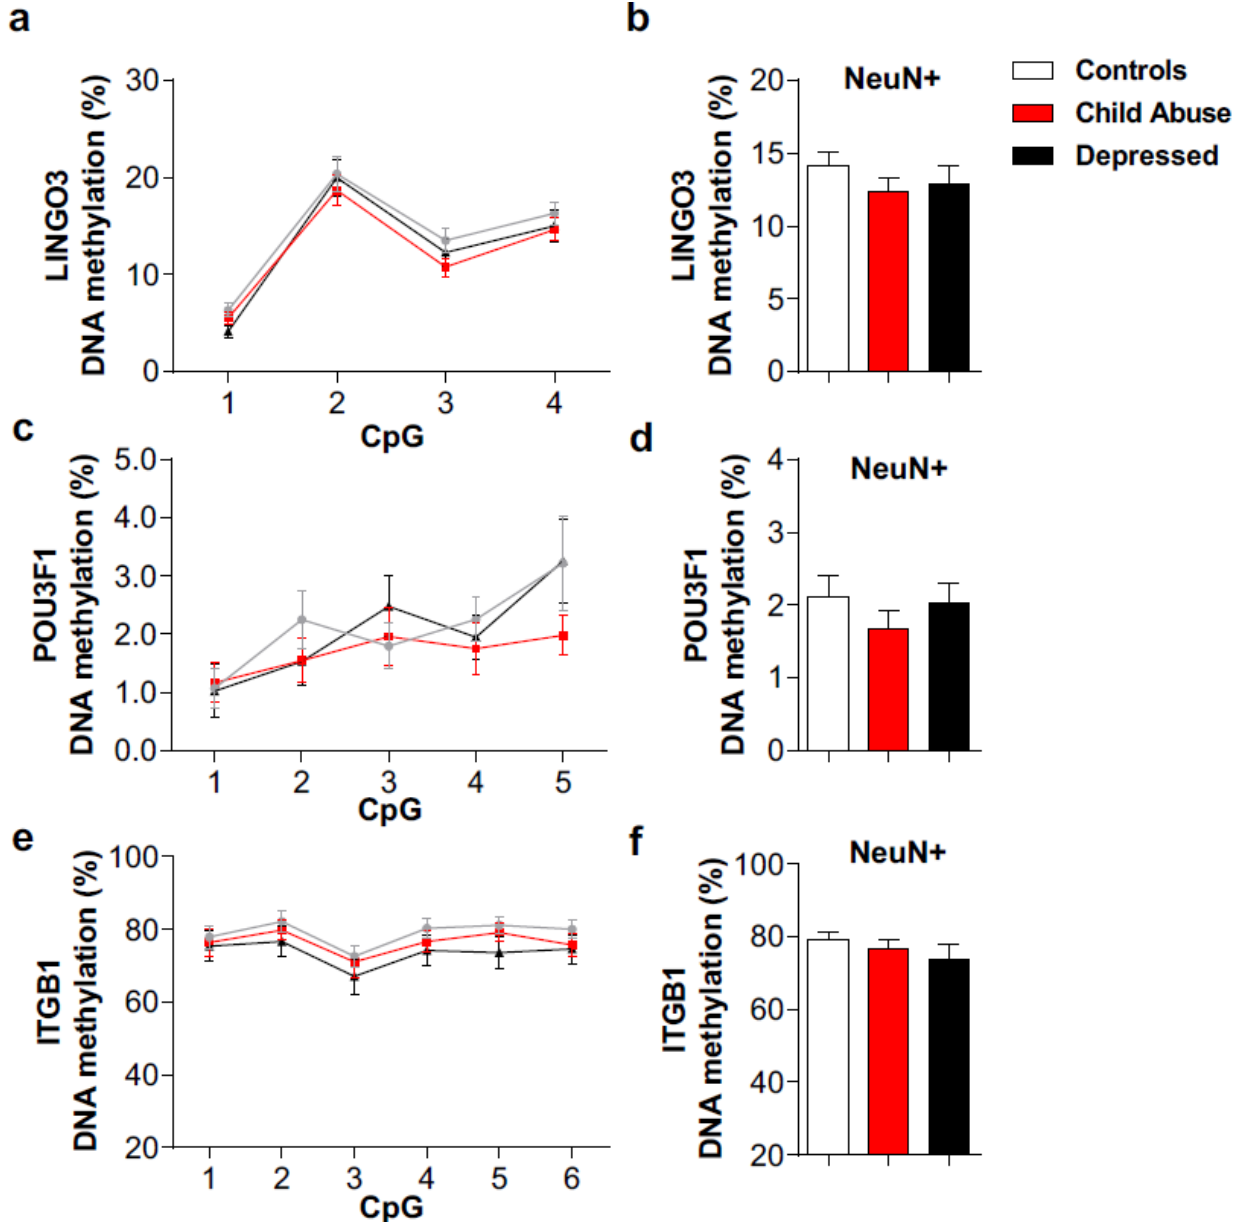 a
LINGO3
DNA methylation (%)
30
20
10
0
1 2 3 4
CpG
b
NeuN+
LINGO3
DNA methylation (%)
20
15
10
5
0
Controls
Child Abuse
Depressed
c
POU3F1
DNA methylation (%)
5.0
4.0
3.0
2.0
1.0
0.0
1 2 3 4 5
CpG
d
NeuN+
POU3F1
DNA methylation (%)
4
3
2
1
0
e
ITGB1
DNA methylation (%)
100
80
60
40
20
1 2 3 4 5 6
CpG
f
NeuN+
ITGB1
DNA methylation (%)
100
80
60
40
20